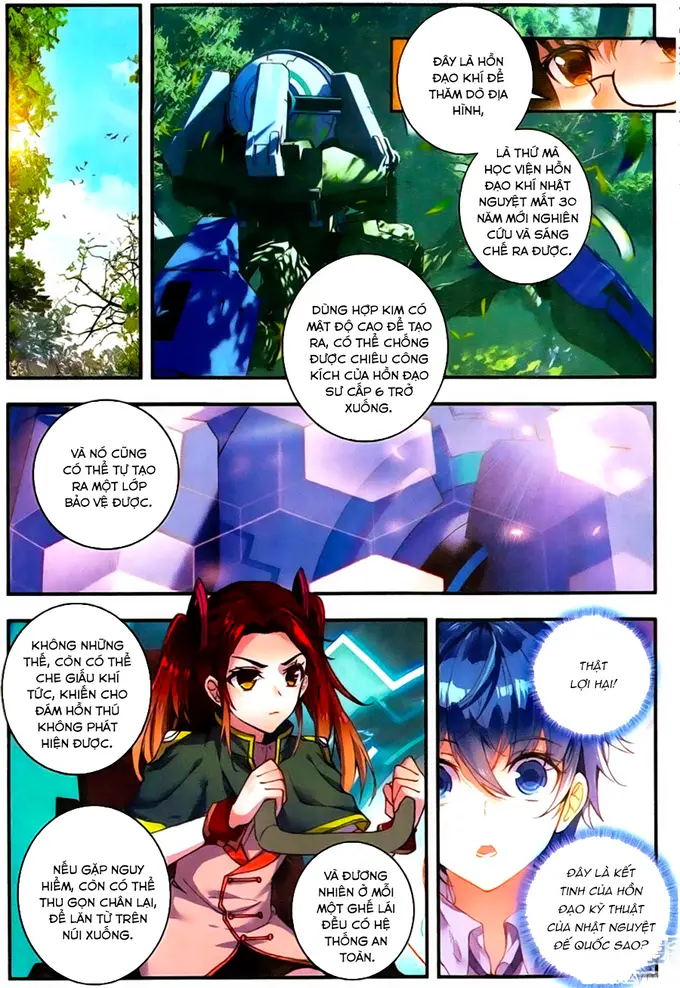 ĐÂY LÀ HỒN
ĐẠO KHÍ ĐỂ
THĂM DÒ ĐỊA
HÌNH,
LÀ THỨ MÀ
HỌC VIỆN HỒN
ĐẠO KHÍ NHẬT
NGUYỆT MẤT 30
NĂM MỚI NGHIÊN
CỨU VÀ SÁNG
CHẾ RA ĐƯỢC.
DÙNG HỢP KIM CÓ
MẬT ĐỘ CAO ĐỂ TẠO
RA, CÓ THỂ CHỐNG
ĐƯỢC CHIÊU CÔNG
KÍCH CỦA HỒN ĐẠO
SƯ CẤP 6 TRỞ
XUỐNG.
VÀ NÓ CŨNG
CÓ THỂ TỰ TẠO
RA MỘT LỚP
BẢO VỆ ĐƯỢC.
KHÔNG NHỮNG
THẾ, CÒN CÓ THỂ
CHE GIẤU KHÍ
TỨC, KHIẾN CHO
ĐÁM HỒN THÚ
KHÔNG PHÁT
HIỆN ĐƯỢC.
THẬT
LỢI HẠI!
NẾU GẶP NGUY
HIỂM, CÒN CÓ THỂ
THU GỌN CHÂN LẠI,
ĐỂ LĂN TỪ TRÊN
NÚI XUỐNG.
VÀ ĐƯƠNG
NHIÊN Ở MỖI
MỘT GHẾ LÁI
ĐỀU CÓ HỆ
THỐNG AN
TOÀN.
ĐÂY LÀ KẾT
TINH CỦA HỒN
ĐẠO KỸ THUẬT
CỦA NHẬT NGUYỆT
ĐẾ QUỐC SAO?